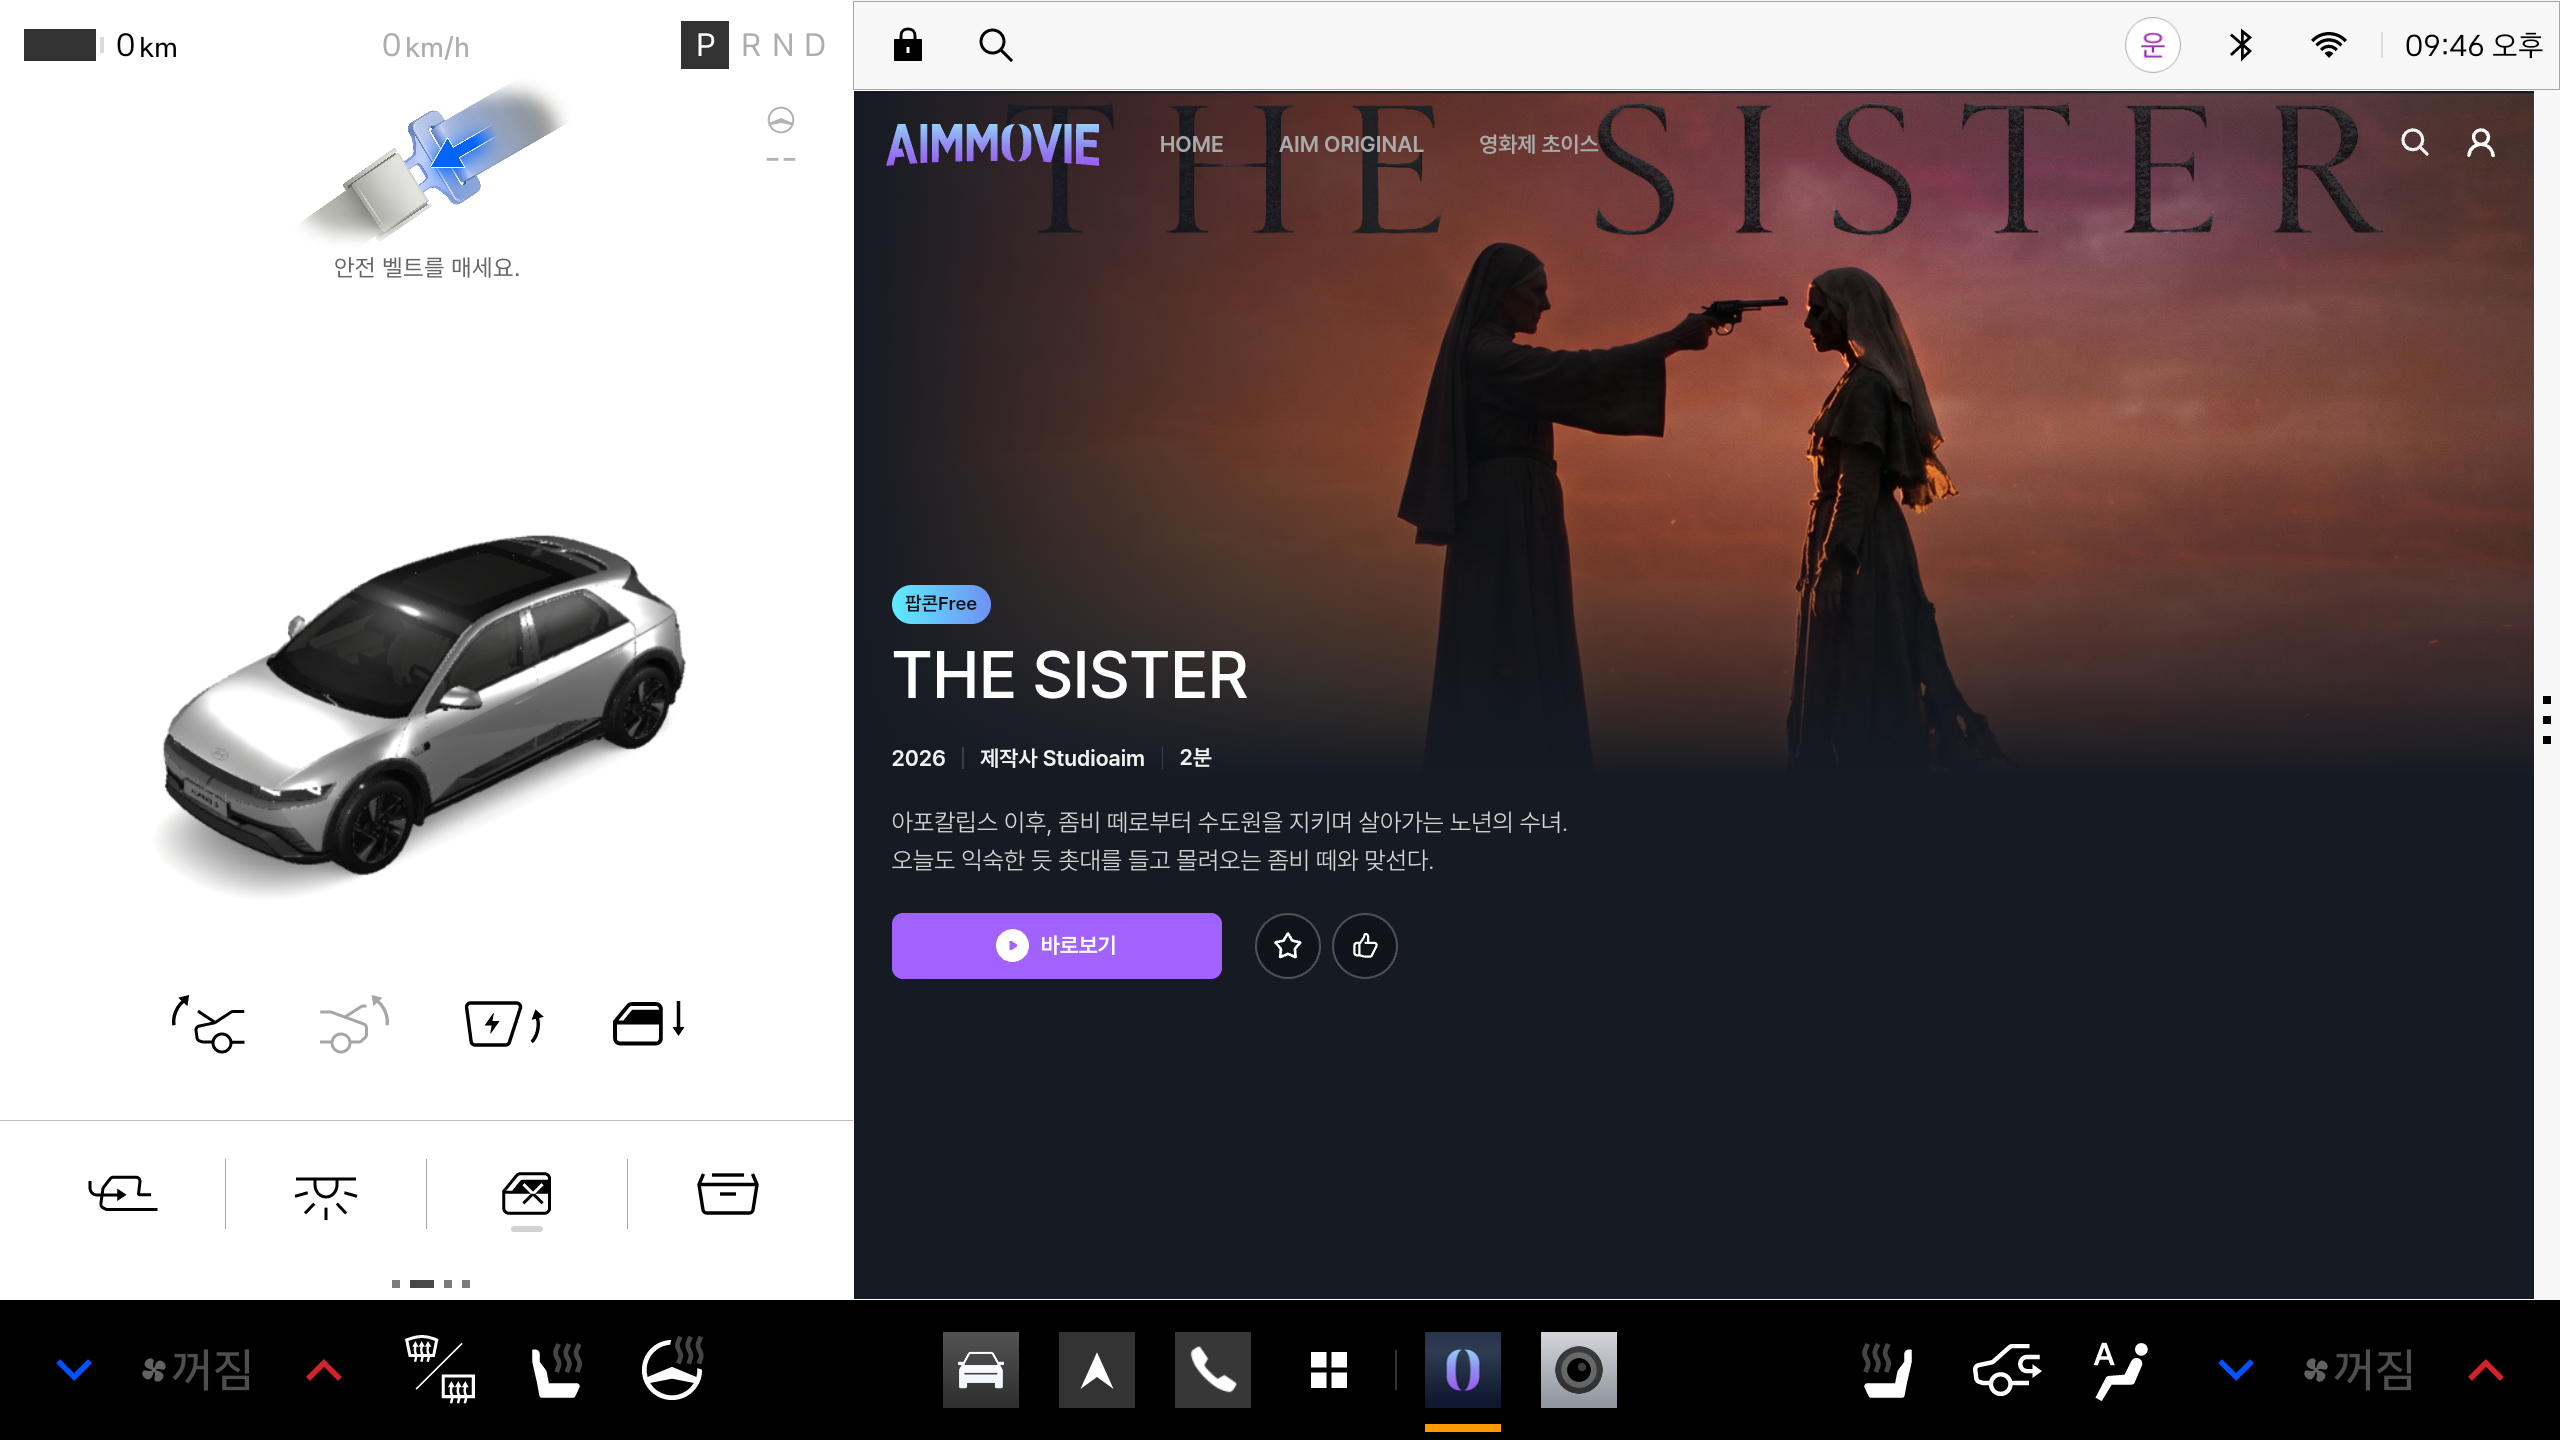 0 km
0 km/h
P R N D
안전 벨트를 매세요.
운
09:46 오후
THE SISTER
AIMMOVIE
HOME
AIM ORIGINAL
영화제 초이스
팝콘Free
THE SISTER
2026
제작사 Studioaim
2분
아포칼립스 이후, 좀비 떼로부터 수도원을 지키며 살아가는 노년의 수녀.
오늘도 익숙한 듯 촛대를 들고 몰려오는 좀비 떼와 맞선다.
바로보기
꺼짐
A
꺼짐